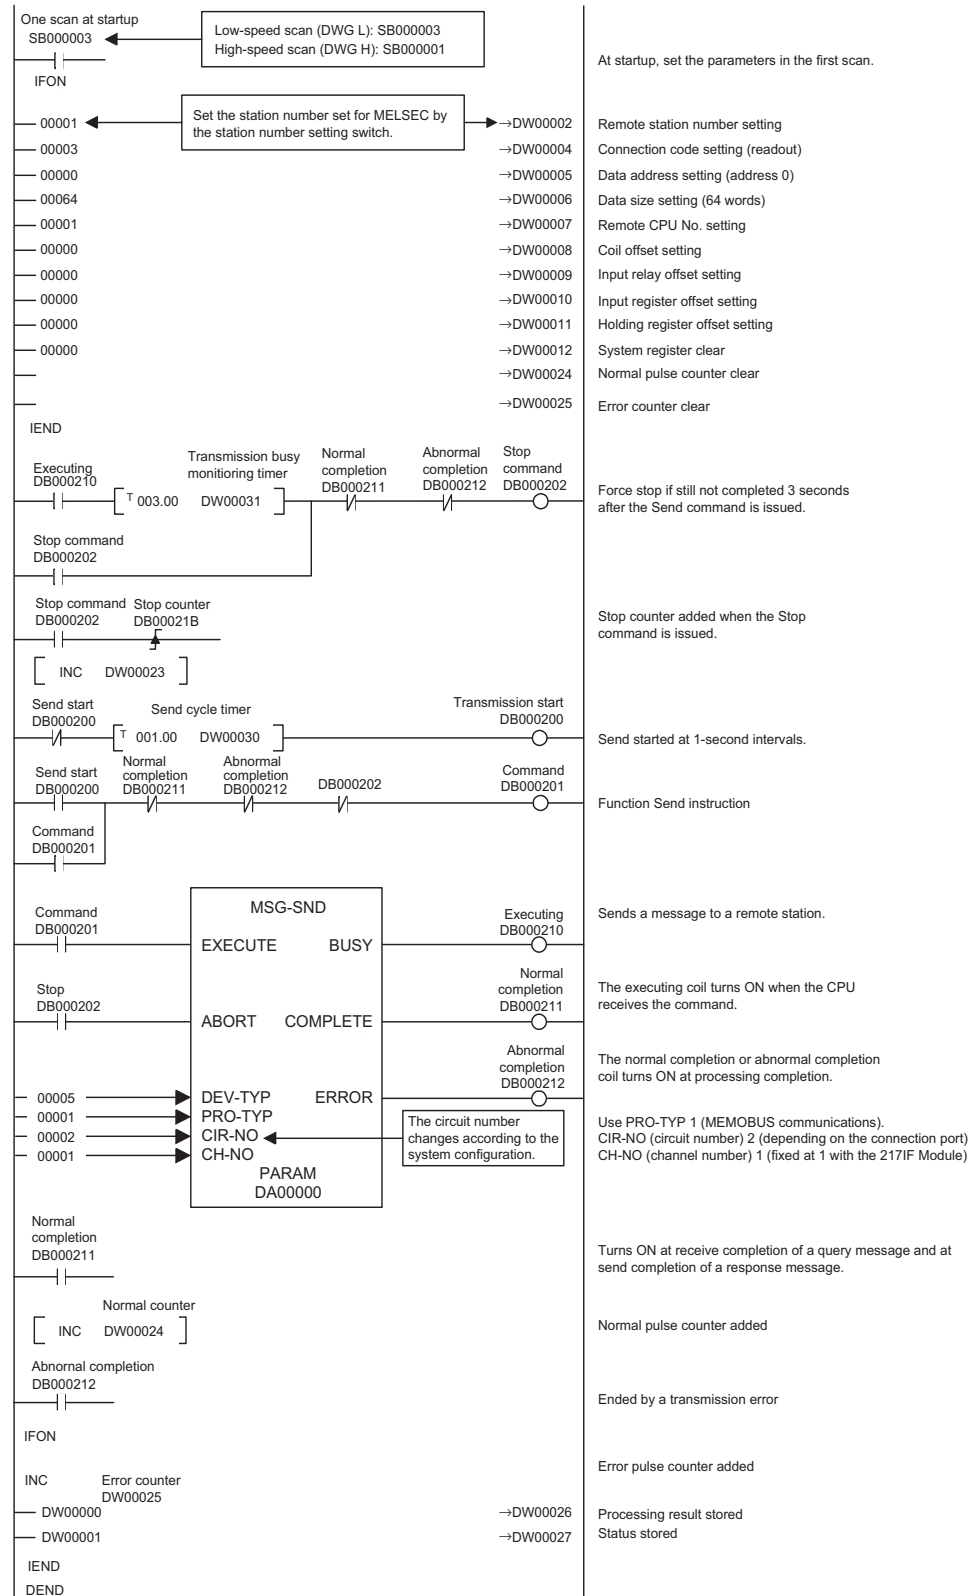 One scan at startup
SB000003
Low-speed scan (DWG L): SB000003
High-speed scan (DWG H): SB000001
IFON
At startup, set the parameters in the first scan.
Set the station number set for MELSEC by
the station number setting switch.
00001 →DW00002 Remote station number setting
00003 →DW00004 Connection code setting (readout)
00000 →DW00005 Data address setting (address 0)
00064 →DW00006 Data size setting (64 words)
00001 →DW00007 Remote CPU No. setting
00000 →DW00008 Coil offset setting
00000 →DW00009 Input relay offset setting
00000 →DW00010 Input register offset setting
00000 →DW00011 Holding register offset setting
00000 →DW00012 System register clear
→DW00024 Normal pulse counter clear
→DW00025 Error counter clear
IEND
Executing
DB000210
Transmission busy
monitoring timer
T 003.00 DW00031
Normal
completion
DB000211
Abnormal
completion
DB000212
Stop
command
DB000202
Force stop if still not completed 3 seconds
after the Send command is issued.
Stop command
DB000202
Stop command
DB000202
Stop counter
DB00021B
Stop counter added when the Stop
command is issued.
INC DW00023
Send start
DB000200
Send cycle timer
T 001.00 DW00030
Transmission start
DB000200
Send started at 1-second intervals.
Send start
DB000200
Normal
completion
DB000211
Abnormal
completion
DB000212
DB000202
Command
DB000201
Function Send instruction
Command
DB000201
MSG-SND
Command
DB000201
EXECUTE BUSY
Executing
DB000210
Sends a message to a remote station.
Stop
DB000202
ABORT COMPLETE
Normal
completion
DB000211
The executing coil turns ON when the CPU
receives the command.
Abnormal
completion
DB000212
The normal completion or abnormal completion
coil turns ON at processing completion.
00005 DEV-TYP ERROR
00001 PRO-TYP
00002 CIR-NO
00001 CH-NO
PARAM
DA00000
The circuit number
changes according to the
system configuration.
Use PRO-TYP 1 (MEMOBUS communications).
CIR-NO (circuit number) 2 (depending on the connection port)
CH-NO (channel number) 1 (fixed at 1 with the 217IF Module)
Normal
completion
DB000211
Turns ON at receive completion of a query message and at
send completion of a response message.
Normal counter
INC DW00024
Normal pulse counter added
Abnornal completion
DB000212
Ended by a transmission error
IFON
Error pulse counter added
INC Error counter
DW00025
DW00000 →DW00026 Processing result stored
DW00001 →DW00027 Status stored
IEND
DEND